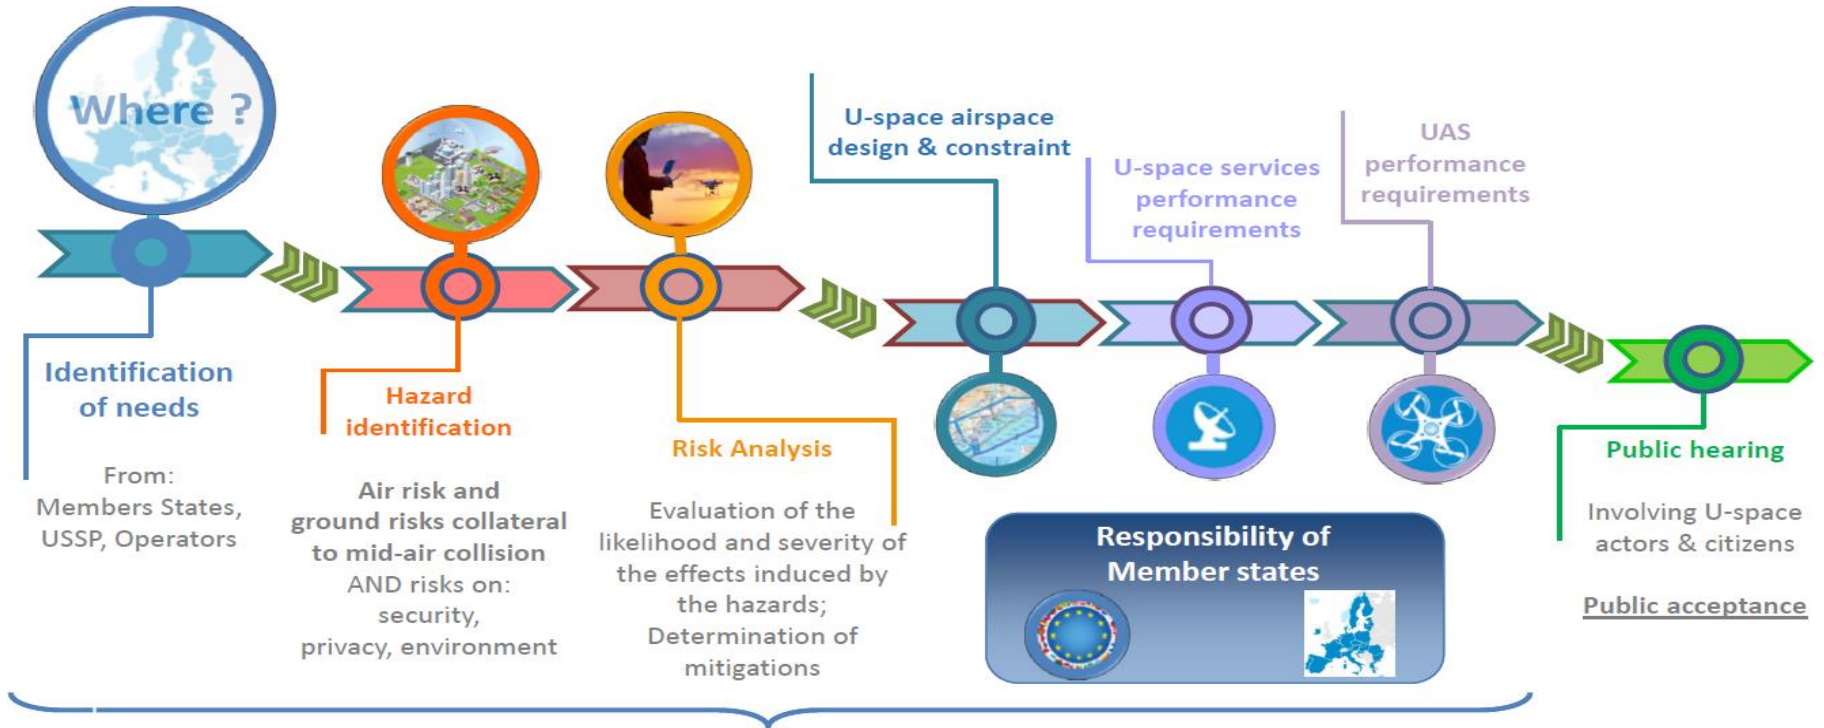 Where ?
Identification
of needs
From:
Members States,
USSP, Operators
Hazard
identification
Air risk and
ground risks collateral
to mid-air collision
AND risks on:
security,
privacy, environment
Risk Analysis
Evaluation of the
likelihood and severity of
the effects induced by
the hazards;
Determination of
mitigations
U-space airspace
design & constraint
U-space services
performance
requirements
UAS
performance
requirements
Responsibility of
Member states
Public hearing
Involving U-space
actors & citizens
Public acceptance